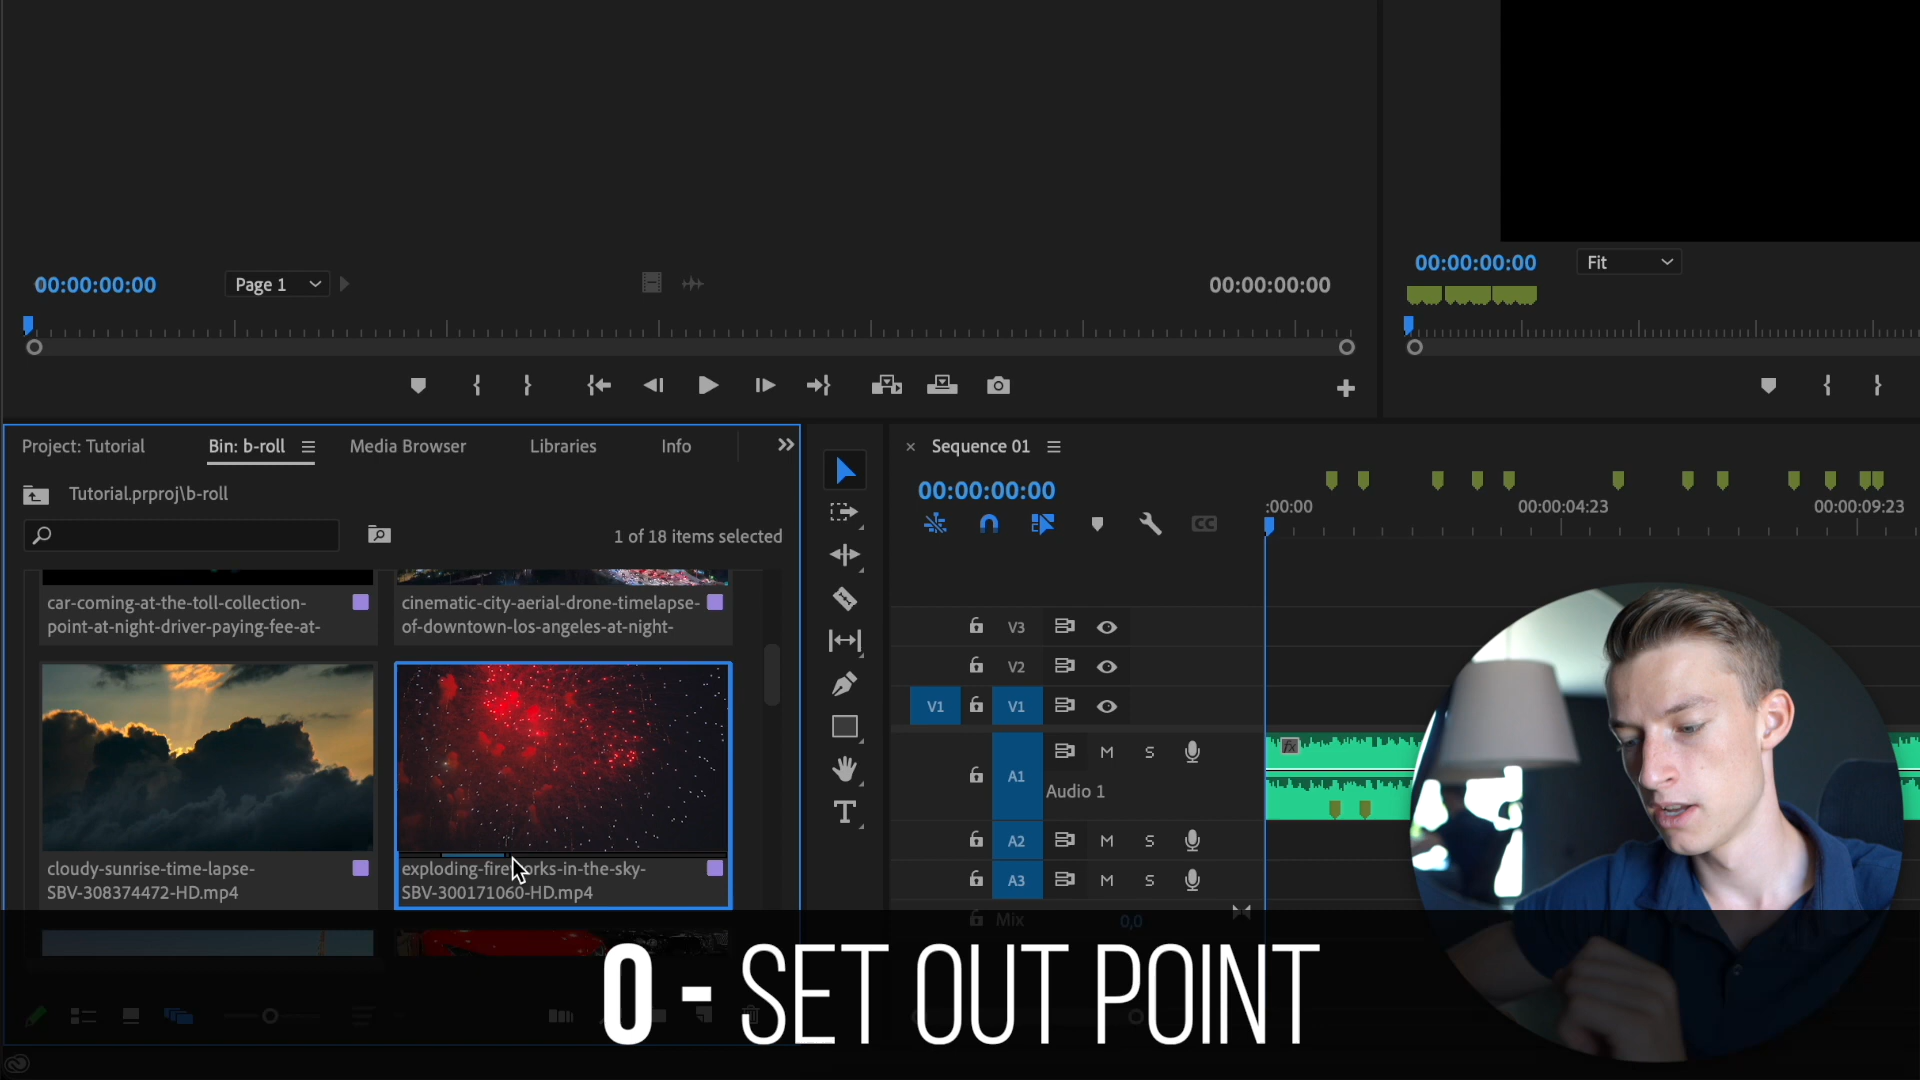 00:00:00:00
Page 1
00:00:00:00
00:00:00:00
Fit
Project: Tutorial
Bin: b-roll
Media Browser
Libraries
Info
Tutorial.prproj\b-roll
1 of 18 items selected
car-coming-at-the-toll-collection-
point-at-night-driver-paying-fee-at-
cinematic-city-aerial-drone-timelapse-
of-downtown-los-angeles-at-night-
cloudy-sunrise-time-lapse-
SBV-308374472-HD.mp4
exploding-fireworks-in-the-sky-
SBV-300171060-HD.mp4
Sequence 01
00:00:00:00
:00:00
00:00:04:23
00:00:09:23
CC
V3
V2
V1
V1
fx
A1
M
S
Audio 1
A2
M
S
A3
M
S
Mix
0,0
O - SET OUT POINT